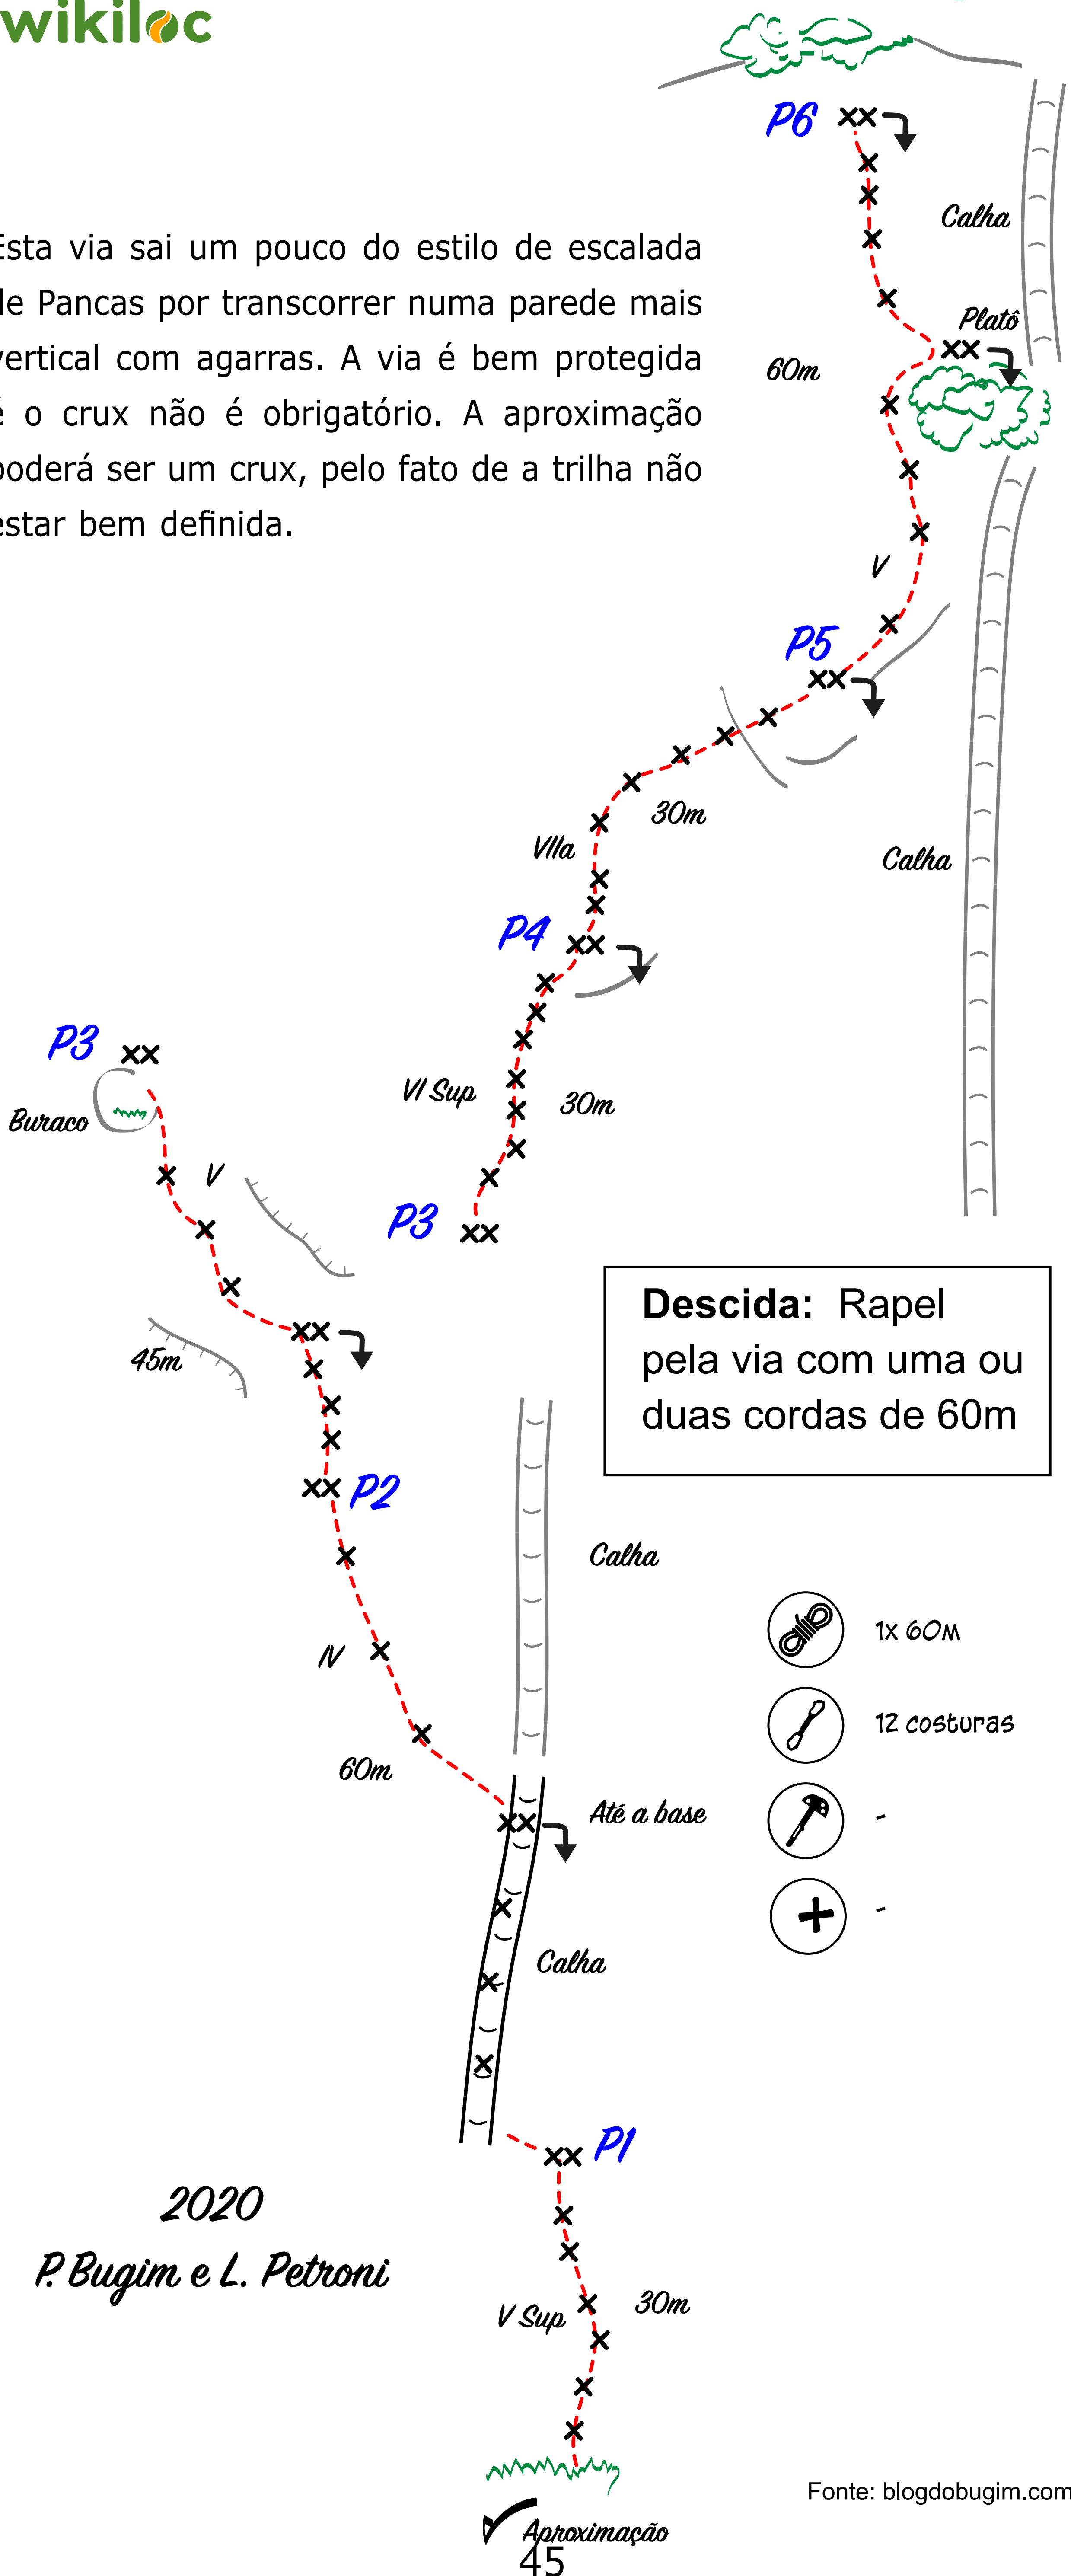 wikiloc
P6
Calha
Esta via sai um pouco do estilo de escalada
de Pancas por transcorrer numa parede mais
vertical com agarras. A via é bem protegida
é o crux não é obrigatório. A aproximação
poderá ser um crux, pelo fato de a trilha não
estar bem definida.
Platô
60m
V
P5
30m
VIIa
Calha
P4
P3
Buraco
VI Sup
30m
V
P3
45m
Descida: Rapel
pela via com uma ou
duas cordas de 60m
P2
Calha
1x 60m
IV
12 costuras
60m
Até a base
-
-
Calha
P1
2020
P. Bugim e L. Petroni
V Sup
30m
Fonte: blogdobugim.com
Aproximação
45